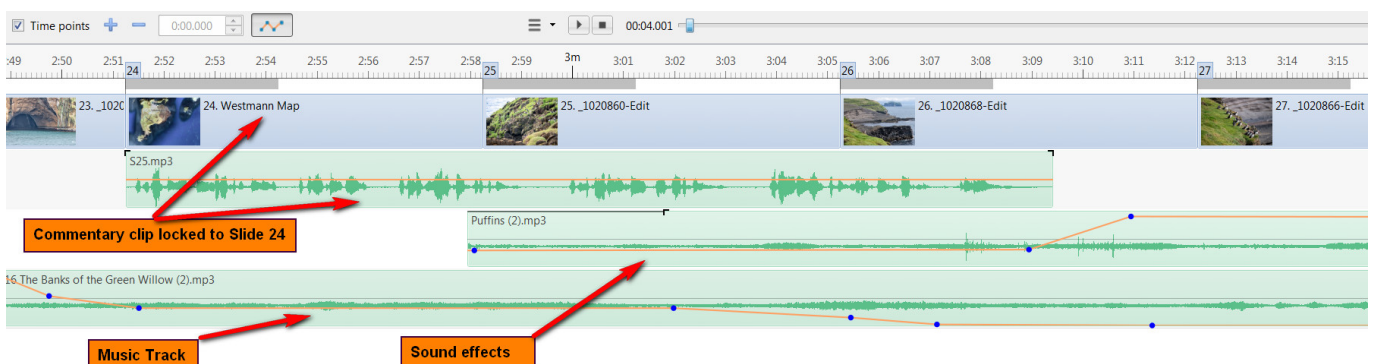 Time points 0:00.000 00:04.001
:49 2:50 2:51 2:52 2:53 2:54 2:55 2:56 2:57 2:58 2:59 3m 3:01 3:02 3:03 3:04 3:05 3:06 3:07 3:08 3:09 3:10 3:11 3:12 3:13 3:14 3:15
24 25 26 27
23. _1020 24. Westmann Map 25. _1020860-Edit 26. _1020868-Edit 27. _1020866-Edit
S25.mp3
Commentary clip locked to Slide 24
Puffins (2).mp3
16 The Banks of the Green Willow (2).mp3
Music Track
Sound effects